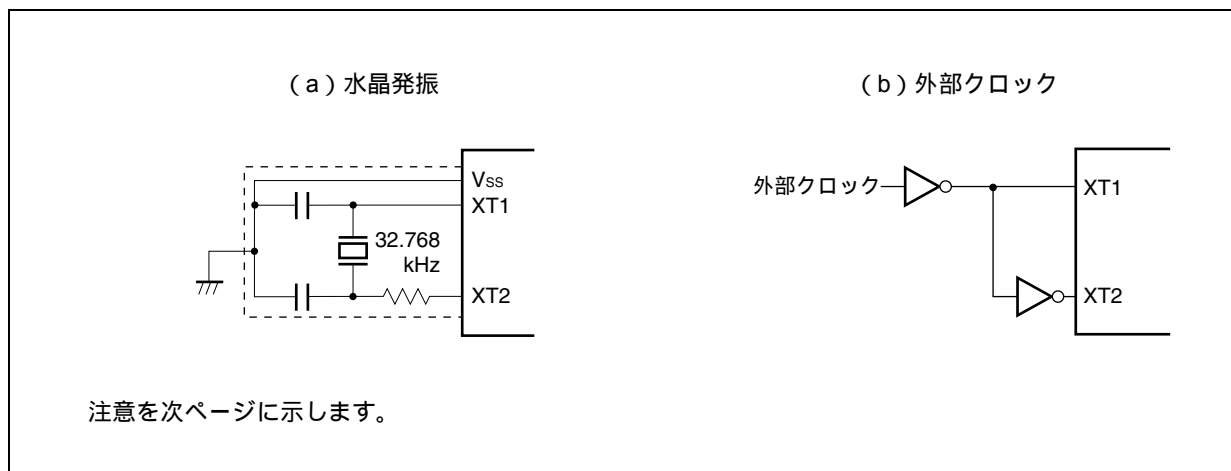 (a)水晶発振
VSS
XT1
32.768
kHz
XT2
(b)外部クロック
外部クロック
XT1
XT2
注意を次ページに示します。